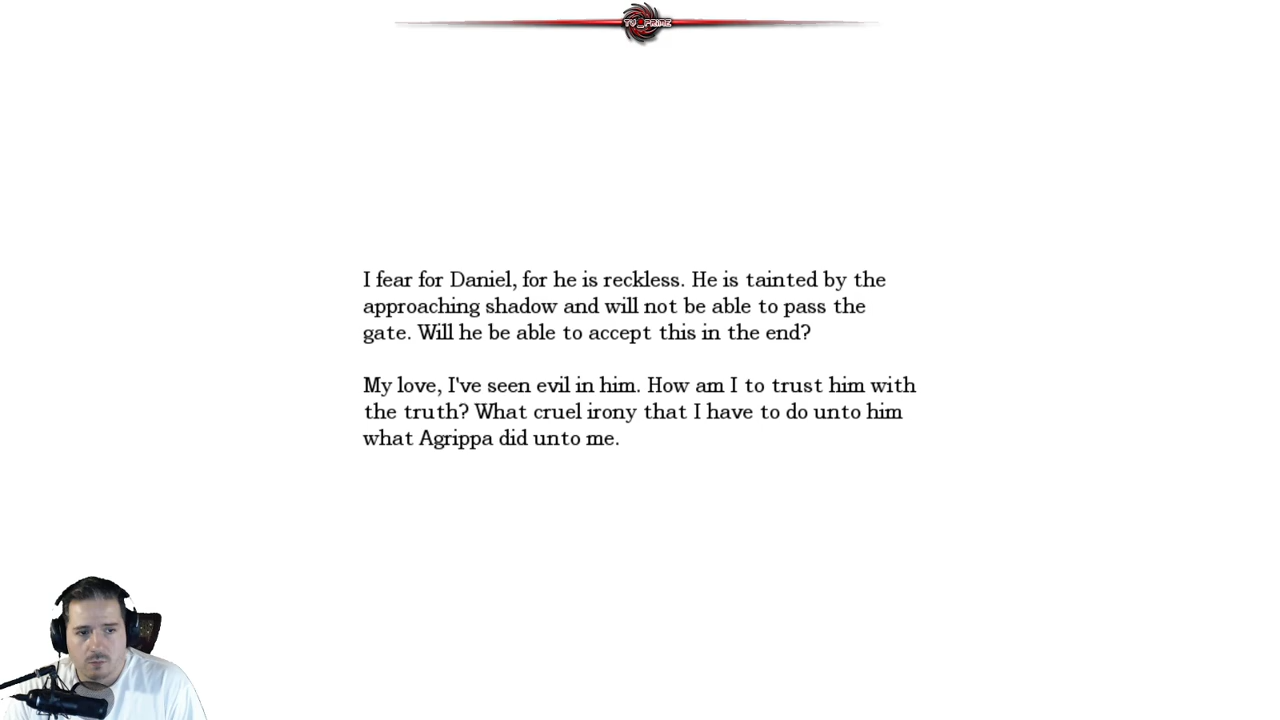 TV_PRIME
I fear for Daniel, for he is reckless. He is tainted by the
approaching shadow and will not be able to pass the
gate. Will he be able to accept this in the end?
My love, I've seen evil in him. How am I to trust him with
the truth? What cruel irony that I have to do unto him
what Agrippa did unto me.